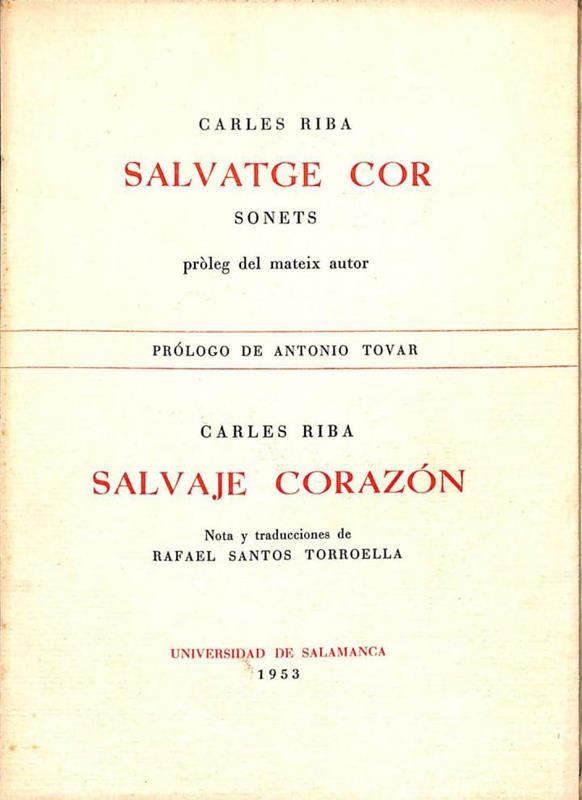 CARLES RIBA
SALVATGE COR
SONETS
pròleg del mateix autor
PRÓLOGO DE ANTONIO TOVAR
CARLES RIBA
SALVAJE CORAZÓN
Nota y traducciones de
RAFAEL SANTOS TORROELLA
UNIVERSIDAD DE SALAMANCA
1953